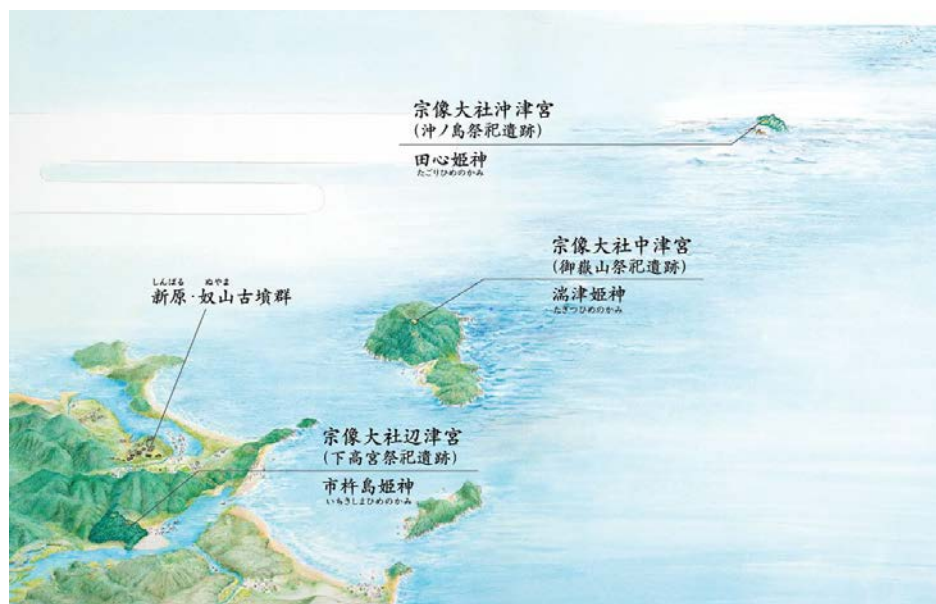 宗像大社沖津宮
(沖ノ島祭祀遺跡)
田心姫神
たごりひめのかみ
宗像大社中津宮
(御嶽山祭祀遺跡)
湍津姫神
たぎつひめのかみ
しんばる ぬやま
新原・奴山古墳群
宗像大社辺津宮
(下高宮祭祀遺跡)
市杵島姫神
いちきしまひめのかみ